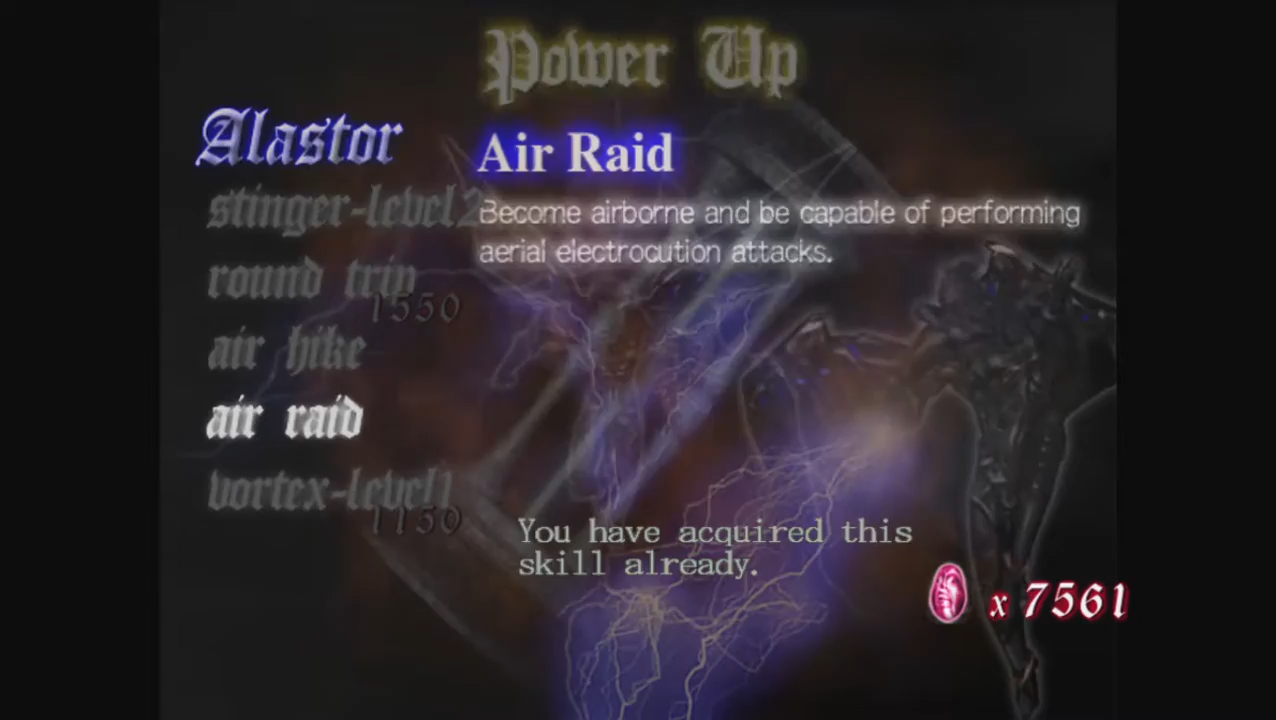 Power Up
Alastor
Air Raid
stinger-level2
Become airborne and be capable of performing
aerial electrocution attacks.
round trip
1550
air hike
air raid
vortex-level1
1150
You have acquired this
skill already.
x 7561